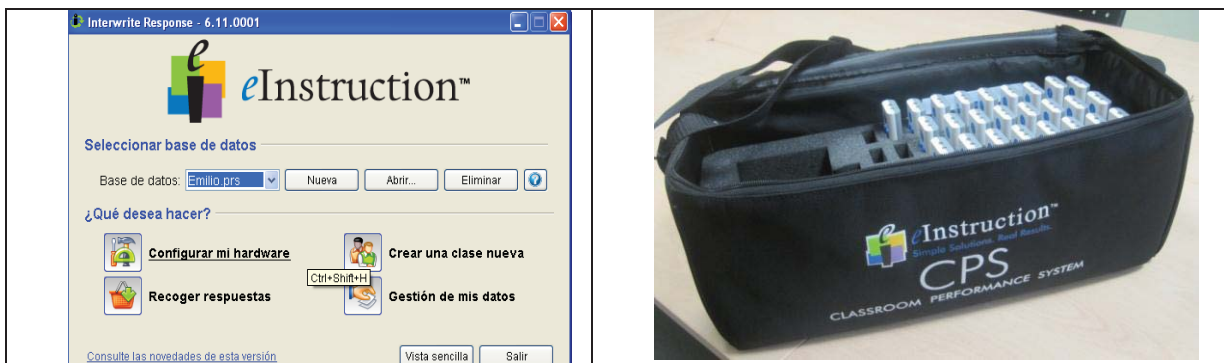 Interwrite Response - 6.11.0001
eInstruction™
Seleccionar base de datos
Base de datos: Emilio.prs Nueva Abrir... Eliminar
¿Qué desea hacer?
Configurar mi hardware Crear una clase nueva
Ctrl+Shift+H
Recoger respuestas Gestión de mis datos
Consulte las novedades de esta versión Vista sencilla Salir
eInstruction™
Simple Solutions. Real Results.
CPS
CLASSROOM PERFORMANCE SYSTEM